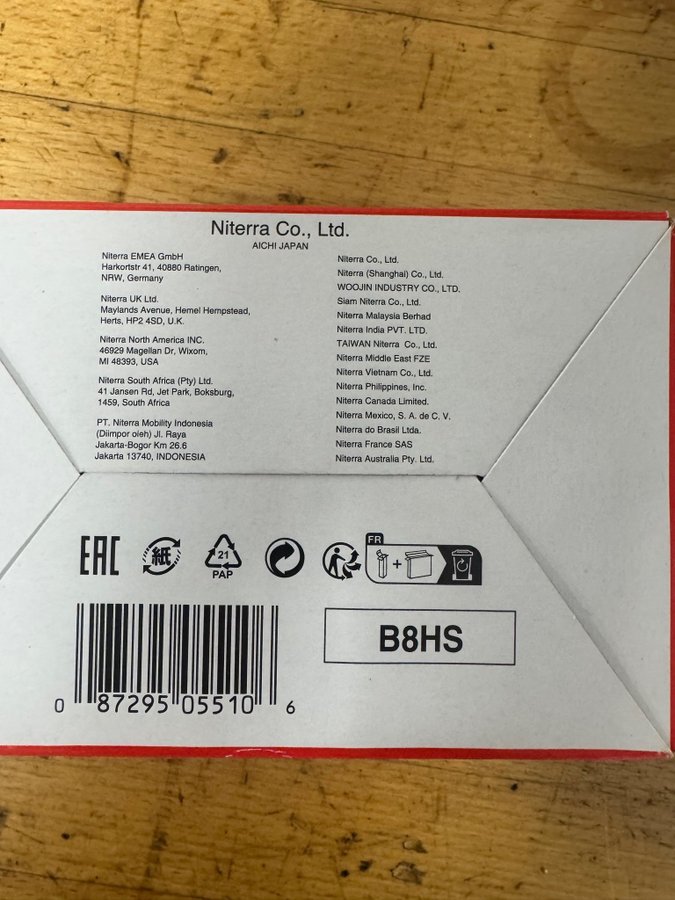 Niterra Co., Ltd.
AICHI JAPAN
Niterra EMEA GmbH
Harkortstr 41, 40880 Ratingen,
NRW, Germany
Niterra UK Ltd.
Maylands Avenue, Hemel Hempstead,
Herts, HP2 4SD, U.K.
Niterra North America INC.
46929 Magellan Dr, Wixom,
MI 48393, USA
Niterra South Africa (Pty) Ltd.
41 Jansen Rd, Jet Park, Boksburg,
1459, South Africa
PT. Niterra Mobility Indonesia
(Diimpor oleh) Jl. Raya
Jakarta-Bogor Km 26.6
Jakarta 13740, INDONESIA
Niterra Co., Ltd.
Niterra (Shanghai) Co., Ltd.
WOOJIN INDUSTRY CO., LTD.
Siam Niterra Co., Ltd.
Niterra Malaysia Berhad
Niterra India PVT. LTD.
TAIWAN Niterra Co., Ltd.
Niterra Middle East FZE
Niterra Vietnam Co., Ltd.
Niterra Philippines, Inc.
Niterra Canada Limited.
Niterra Mexico, S. A. de C. V.
Niterra do Brasil Ltda.
Niterra France SAS
Niterra Australia Pty. Ltd.
EAC
紙
21
PAP
FR
+
B8HS
0 87295 05510 6